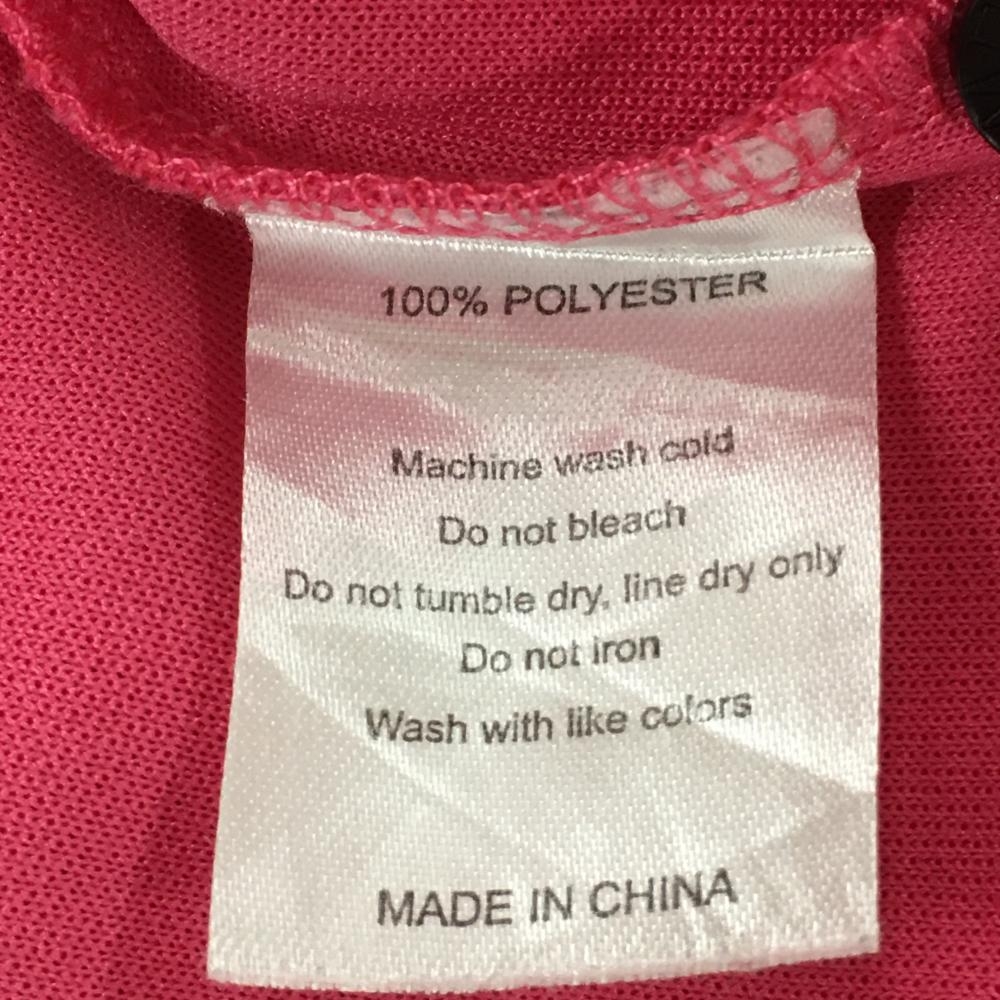 100% POLYESTER
Machine wash cold
Do not bleach
Do not tumble dry, line dry only
Do not iron
Wash with like colors
MADE IN CHINA